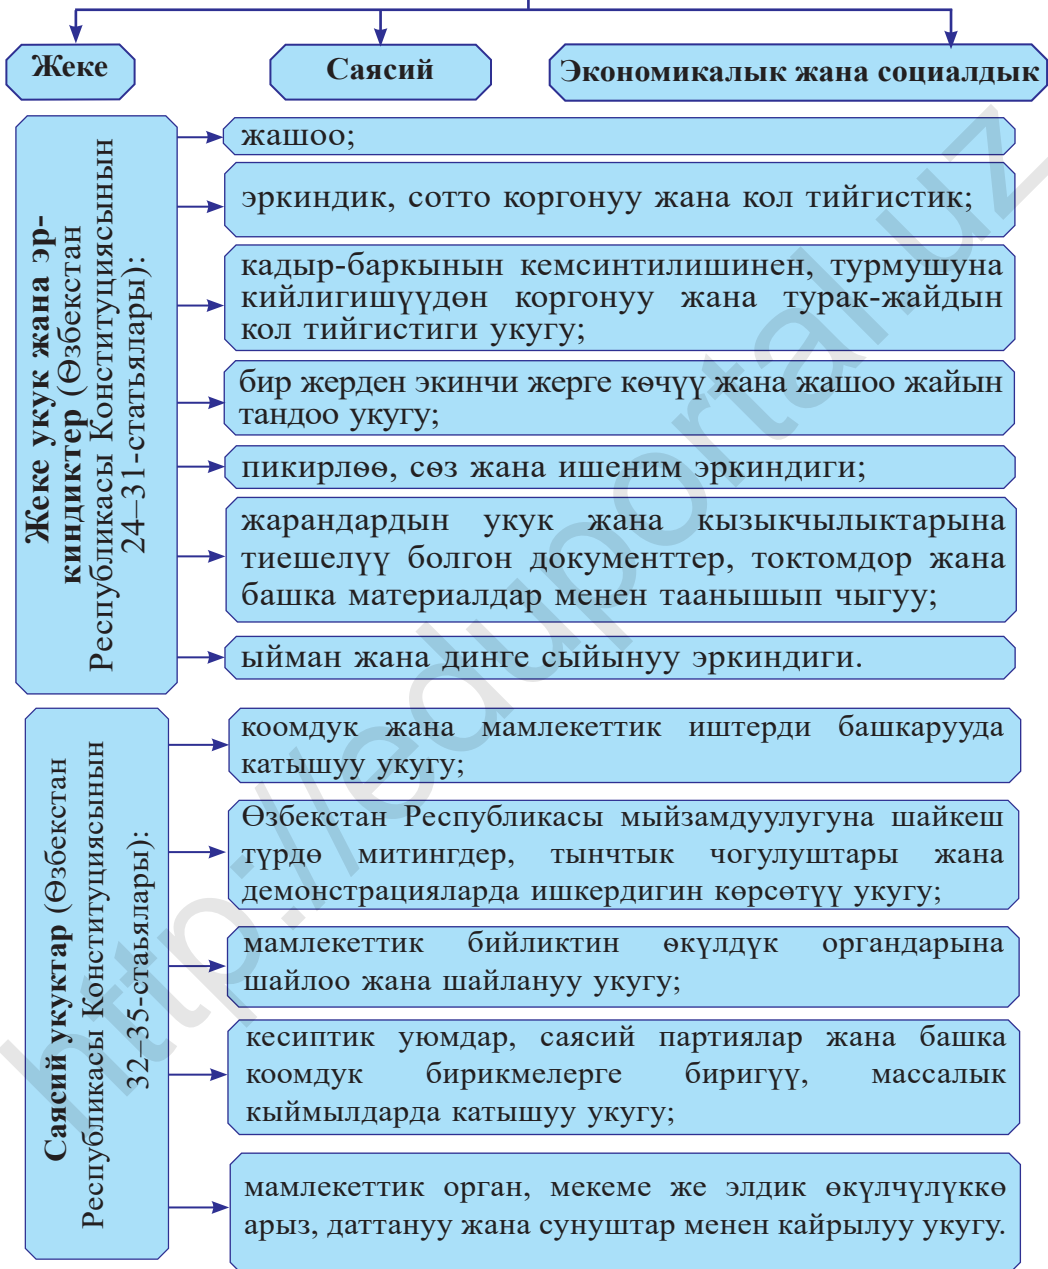 Жеке
Саясий
Экономикалык жана социалдык
Жеке укук жана эр-
киндиктер (Өзбекстан
Республикасы Конституциясынын
24–31-статьялары):
жашоо;
эркиндик, сотто коргонуу жана кол тийгистик;
кадыр-баркынын кемсинтилишинен, турмушуна
кийлигишүүдөн коргонуу жана турак-жайдын
кол тийгистиги укугу;
бир жерден экинчи жерге көчүү жана жашоо жайын
тандоо укугу;
пикирлөө, сөз жана ишеним эркиндиги;
жарандардын укук жана кызыкчылыктарына
тиешелүү болгон документтер, токтомдор жана
башка материалдар менен таанышып чыгуу;
ыйман жана динге сыйынуу эркиндиги.
Саясий укуктар (Өзбекстан
Республикасы Конституциясынын
32–35-стаьялары):
коомдук жана мамлекеттик иштерди башкарууда
катышуу укугу;
Өзбекстан Республикасы мыйзамдуулугуна шайкеш
түрдө митингдер, тынчтык чогулуштары жана
демонстрацияларда ишкердигин көрсөтүү укугу;
мамлекеттик бийликтин өкүлдүк органдарына
шайлоо жана шайлануу укугу;
кесиптик уюмдар, саясий партиялар жана башка
коомдук бирикмелерге биригүү, массалык
кыймылдарда катышуу укугу;
мамлекеттик орган, мекеме же элдик өкүлчүлүккө
арыз, даттануу жана сунуштар менен кайрылуу укугу.
http://eduportal.uz